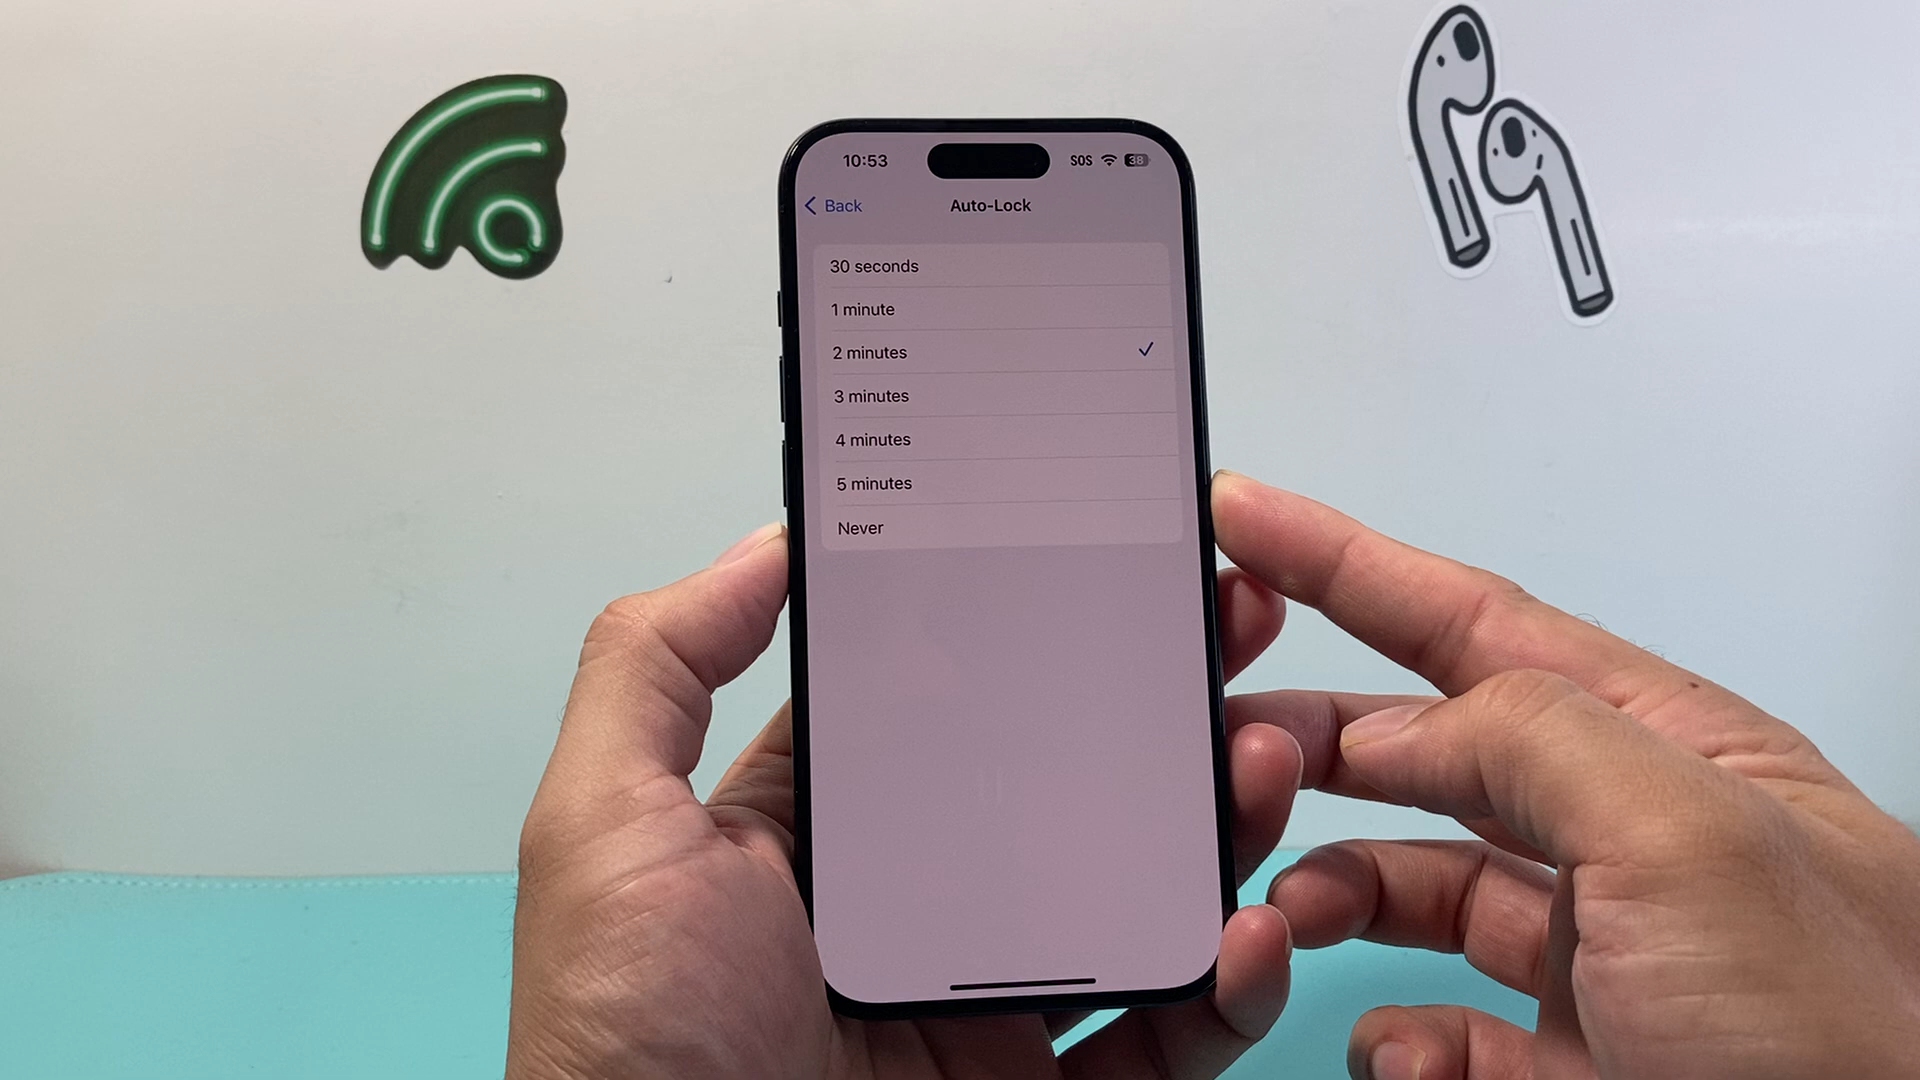 10:53 SOS 38
Back Auto-Lock
30 seconds
1 minute
2 minutes
3 minutes
4 minutes
5 minutes
Never